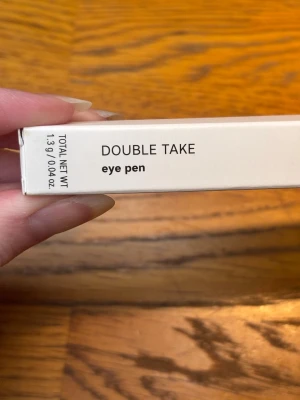 TOTAL NET WT
1.3 g / 0.04 oz.
DOUBLE TAKE
eye pen